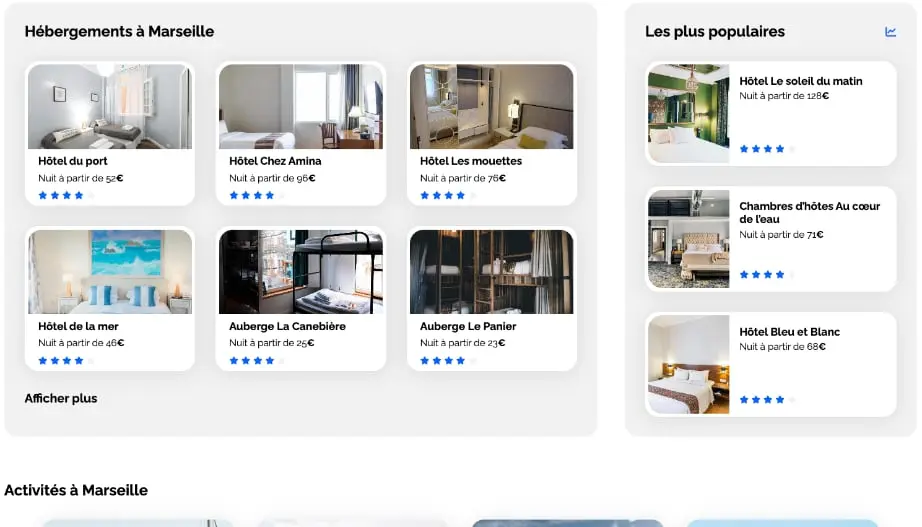 Hébergements à Marseille
Hôtel du port
Nuit à partir de 52€
Hôtel Chez Amina
Nuit à partir de 96€
Hôtel Les mouettes
Nuit à partir de 76€
Hôtel de la mer
Nuit à partir de 46€
Auberge La Canebière
Nuit à partir de 25€
Auberge Le Panier
Nuit à partir de 23€
Afficher plus
Les plus populaires
Hôtel Le soleil du matin
Nuit à partir de 128€
Chambres d'hôtes Au cœur
de l'eau
Nuit à partir de 71€
Hôtel Bleu et Blanc
Nuit à partir de 68€
Activités à Marseille